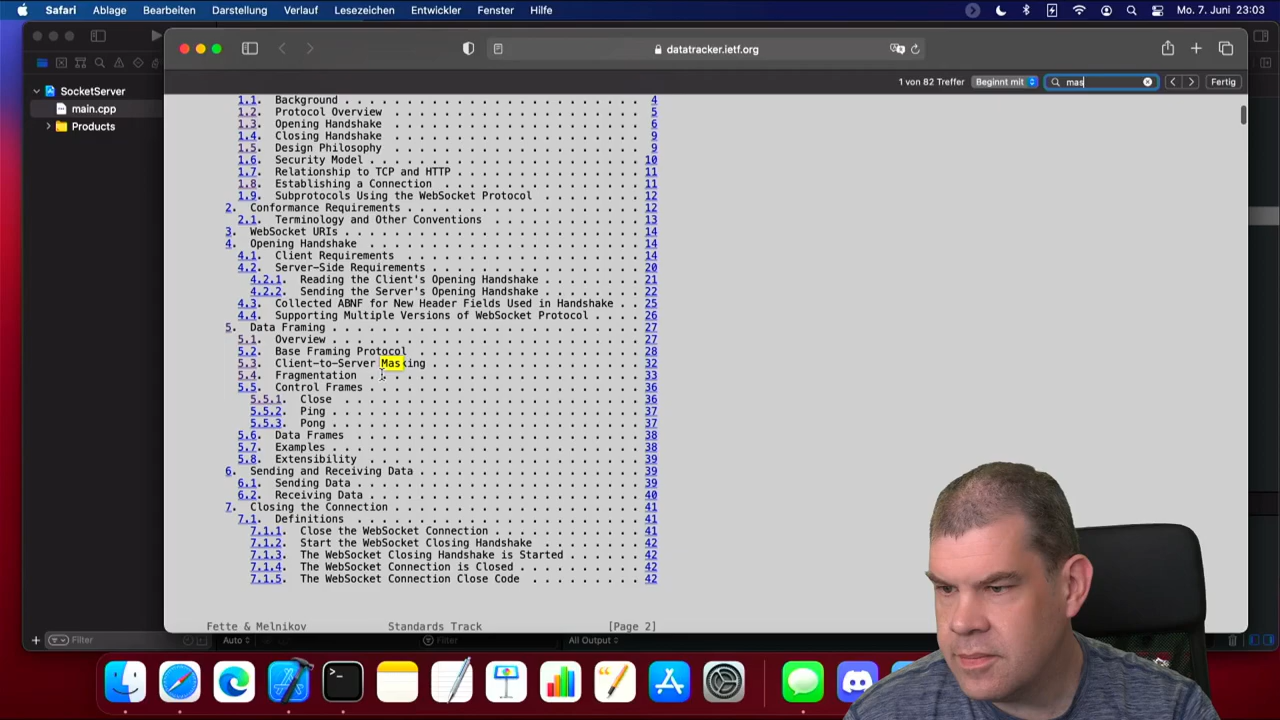 Safari Ablage Bearbeiten Darstellung Verlauf Lesezeichen Entwickler Fenster Hilfe Mo. 7. Juni 23:03
datatracker.ietf.org
1 von 82 Treffer Beginnt mit mas Fertig
SocketServer
main.cpp
Products
1.1. Background . . . . . . . . . . . . . . . . . . . . . . . . . 4
1.2. Protocol Overview . . . . . . . . . . . . . . . . . . . . . 5
1.3. Opening Handshake . . . . . . . . . . . . . . . . . . . . . 6
1.4. Closing Handshake . . . . . . . . . . . . . . . . . . . . . 9
1.5. Design Philosophy . . . . . . . . . . . . . . . . . . . . . 9
1.6. Security Model . . . . . . . . . . . . . . . . . . . . . . . 10
1.7. Relationship to TCP and HTTP . . . . . . . . . . . . . . . . 11
1.8. Establishing a Connection . . . . . . . . . . . . . . . . . 11
1.9. Subprotocols Using the WebSocket Protocol . . . . . . . . . 12
2. Conformance Requirements . . . . . . . . . . . . . . . . . . . 12
2.1. Terminology and Other Conventions . . . . . . . . . . . . . 13
3. WebSocket URIs . . . . . . . . . . . . . . . . . . . . . . . . 14
4. Opening Handshake . . . . . . . . . . . . . . . . . . . . . . . 14
4.1. Client Requirements . . . . . . . . . . . . . . . . . . . . 14
4.2. Server-Side Requirements . . . . . . . . . . . . . . . . . . 20
4.2.1. Reading the Client's Opening Handshake . . . . . . . . . 21
4.2.2. Sending the Server's Opening Handshake . . . . . . . . . 22
4.3. Collected ABNF for New Header Fields Used in Handshake . . . 25
4.4. Supporting Multiple Versions of WebSocket Protocol . . . . . 26
5. Data Framing . . . . . . . . . . . . . . . . . . . . . . . . . 27
5.1. Overview . . . . . . . . . . . . . . . . . . . . . . . . . . 27
5.2. Base Framing Protocol . . . . . . . . . . . . . . . . . . . 28
5.3. Client-to-Server Masking . . . . . . . . . . . . . . . . . . 32
5.4. Fragmentation . . . . . . . . . . . . . . . . . . . . . . . 33
5.5. Control Frames . . . . . . . . . . . . . . . . . . . . . . . 36
5.5.1. Close . . . . . . . . . . . . . . . . . . . . . . . . . . 36
5.5.2. Ping . . . . . . . . . . . . . . . . . . . . . . . . . . 37
5.5.3. Pong . . . . . . . . . . . . . . . . . . . . . . . . . . 37
5.6. Data Frames . . . . . . . . . . . . . . . . . . . . . . . . 38
5.7. Examples . . . . . . . . . . . . . . . . . . . . . . . . . . 38
5.8. Extensibility . . . . . . . . . . . . . . . . . . . . . . . 39
6. Sending and Receiving Data . . . . . . . . . . . . . . . . . . 39
6.1. Sending Data . . . . . . . . . . . . . . . . . . . . . . . . 39
6.2. Receiving Data . . . . . . . . . . . . . . . . . . . . . . . 40
7. Closing the Connection . . . . . . . . . . . . . . . . . . . . 41
7.1. Definitions . . . . . . . . . . . . . . . . . . . . . . . . 41
7.1.1. Close the WebSocket Connection . . . . . . . . . . . . . 41
7.1.2. Start the WebSocket Closing Handshake . . . . . . . . . . 42
7.1.3. The WebSocket Closing Handshake is Started . . . . . . . 42
7.1.4. The WebSocket Connection is Closed . . . . . . . . . . . 42
7.1.5. The WebSocket Connection Close Code . . . . . . . . . . . 42
Fette & Melnikov Standards Track [Page 2]
Filter Auto Filter All Output